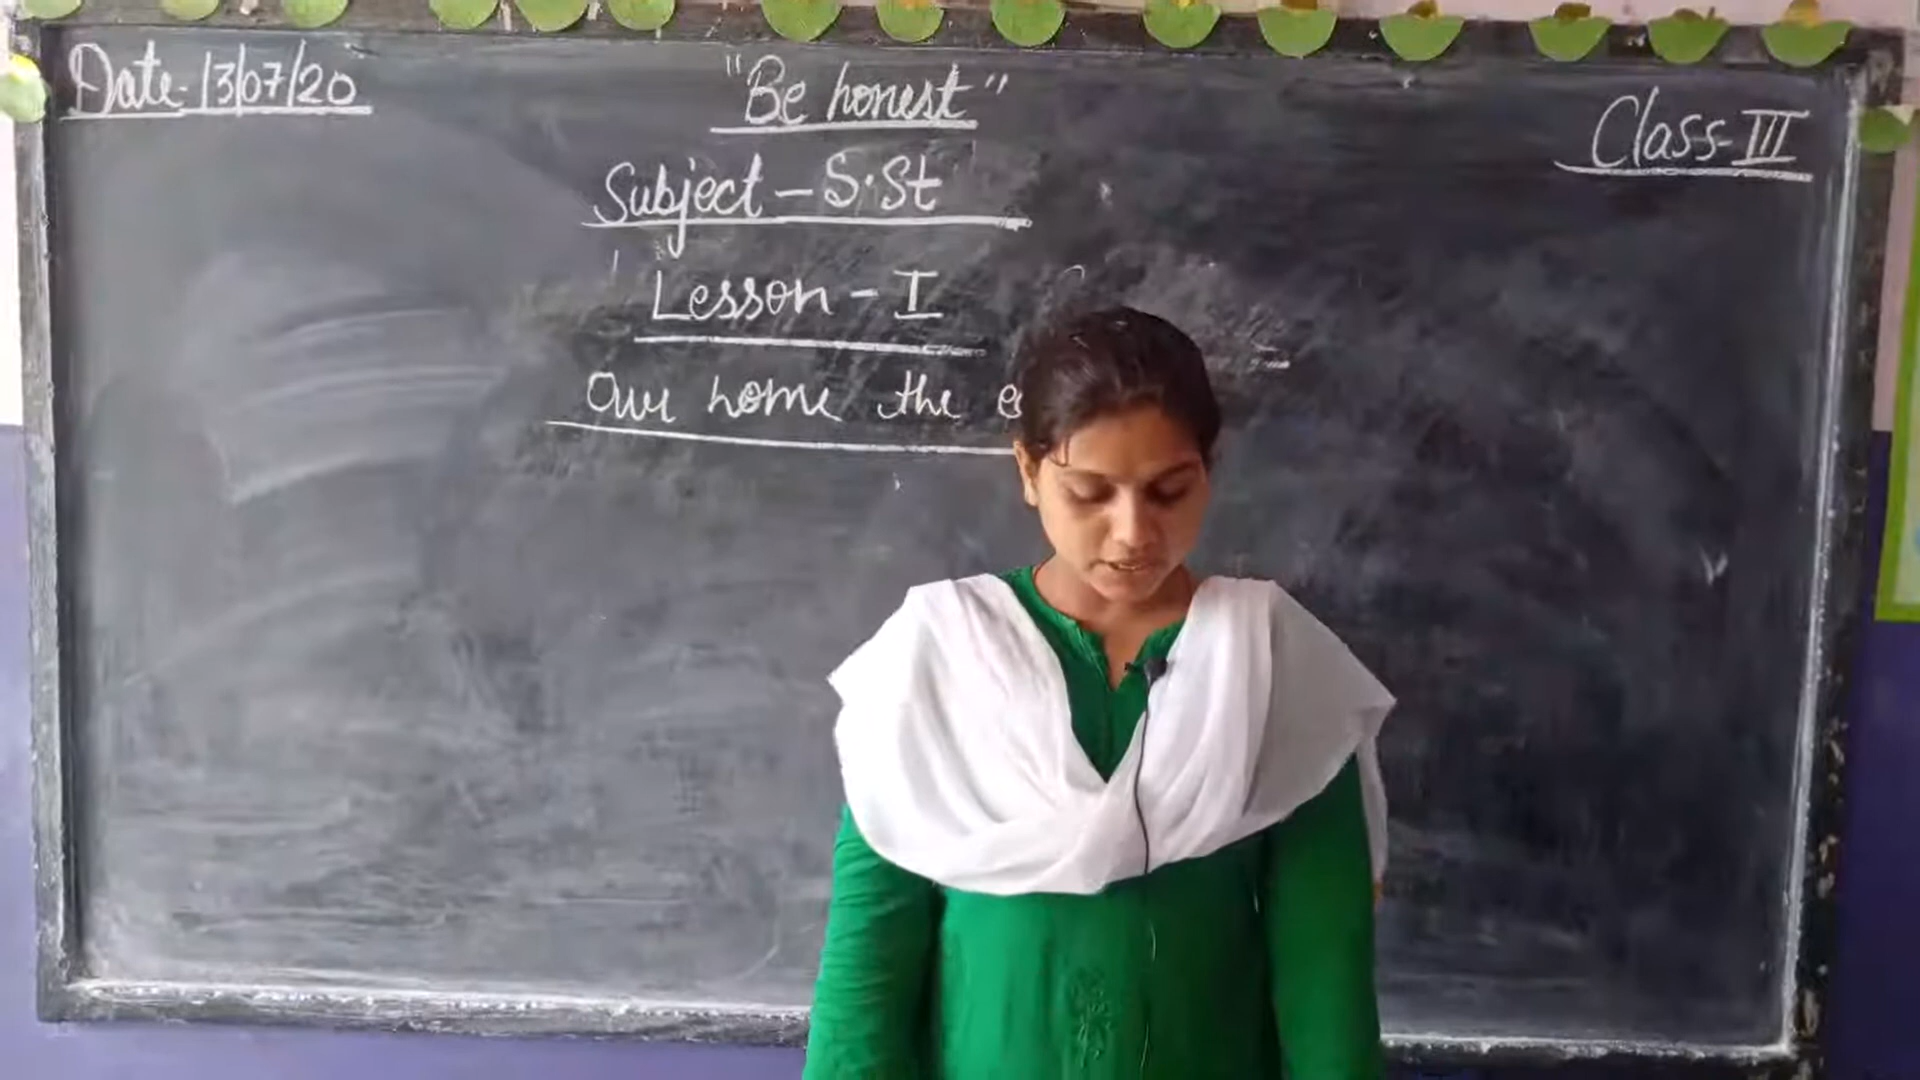 Date-13/07/20
"Be honest"
Class-III
Subject-S.St
Lesson-I
Our home the